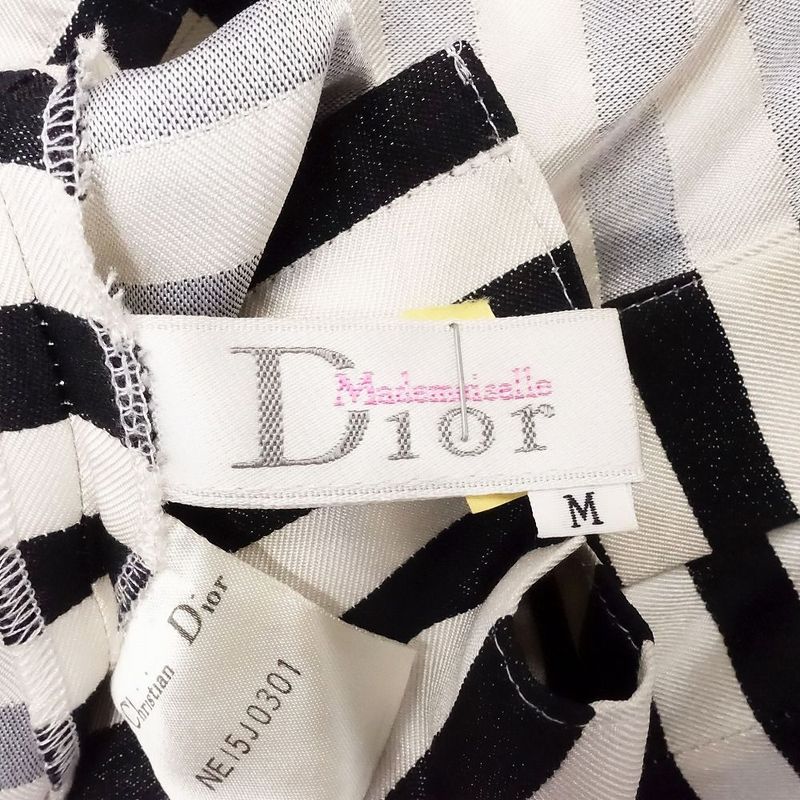 Mademoiselle
Dior
M
Christian Dior
NE15J0301